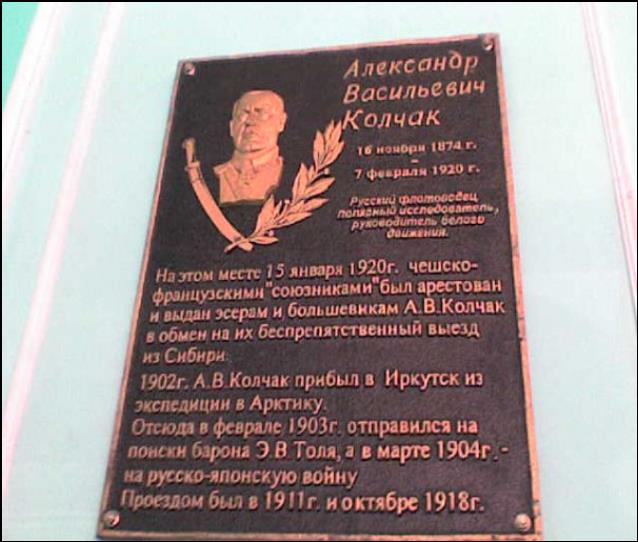 Александр
Васильевич
Колчак
16 ноября 1874 г.
-
7 февраля 1920 г.
Русский флотоводец
полярный исследователь,
руководитель белого
движения.
На этом месте 15 января 1920г. чешско-
французскими "союзниками" был арестован
и выдан эсерам и большевикам А.В.Колчак
в обмен на их беспрепятственный выезд
из Сибири.
1902г. А.В.Колчак прибыл в Иркутск из
экспедиции в Арктику.
Отсюда в феврале 1903г. отправился на
поиски барона Э.В.Толя, а в марте 1904г.-
на русско-японскую войну
Проездом был в 1911г. и октябре 1918г.